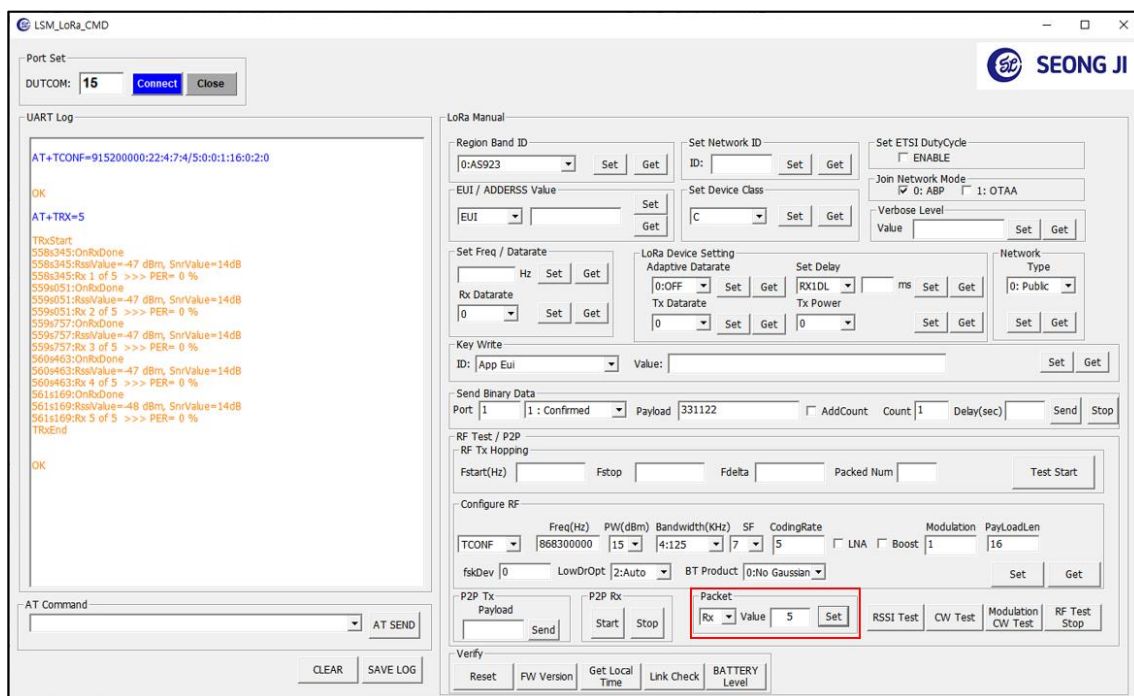 LSM_LoRa_CMD
SEONG JI
Port Set
DUTCOM: 15 Connect Close
UART Log
AT+TCONF=915200000:22:4:7:4/5:0:0:1:16:0:2:0
OK
AT+TRX=5
TRxStart
558s345:OnRxDone
558s345:RssiValue=-47 dBm, SnrValue=14dB
558s345:Rx 1 of 5 >>> PER= 0 %
559s051:OnRxDone
559s051:RssiValue=-47 dBm, SnrValue=14dB
559s051:Rx 2 of 5 >>> PER= 0 %
559s757:OnRxDone
559s757:RssiValue=-47 dBm, SnrValue=14dB
559s757:Rx 3 of 5 >>> PER= 0 %
560s463:OnRxDone
560s463:RssiValue=-47 dBm, SnrValue=14dB
560s463:Rx 4 of 5 >>> PER= 0 %
561s169:OnRxDone
561s169:RssiValue=-48 dBm, SnrValue=14dB
561s169:Rx 5 of 5 >>> PER= 0 %
TRxEnd
OK
AT Command
AT SEND
CLEAR SAVE LOG
LoRa Manual
Region Band ID
0:AS923 Set Get
Set Network ID
ID: Set Get
Set ETSI DutyCycle
ENABLE
EUI / ADDERSS Value
EUI Set
Get
Set Device Class
C Set Get
Join Network Mode
0: ABP 1: OTAA
Verbose Level
Value Set Get
Set Freq / Datarate
Hz Set Get
Rx Datarate
0 Set Get
LoRa Device Setting
Adaptive Datarate Set Delay
0:OFF Set Get RX1DL ms Set Get
Tx Datarate Tx Power
0 Set Get 0 Set Get
Network
Type
0: Public
Set Get
Key Write
ID: App Eui Value: Set Get
Send Binary Data
Port 1 1 : Confirmed Payload 331122 AddCount Count 1 Delay(sec) Send Stop
RF Test / P2P
RF Tx Hopping
Fstart(Hz) Fstop Fdelta Packed Num Test Start
Configure RF
Freq(Hz) PW(dBm) Bandwidth(KHz) SF CodingRate Modulation PayLoadLen
TCONF 868300000 15 4:125 7 5 LNA Boost 1 16
fskDev 0 LowDrOpt 2:Auto BT Product 0:No Gaussian Set Get
P2P Tx
Payload
Send
P2P Rx
Start Stop
Packet
Rx Value 5 Set
RSSI Test CW Test Modulation CW Test RF Test Stop
Verify
Reset FW Version Get Local Time Link Check BATTERY Level